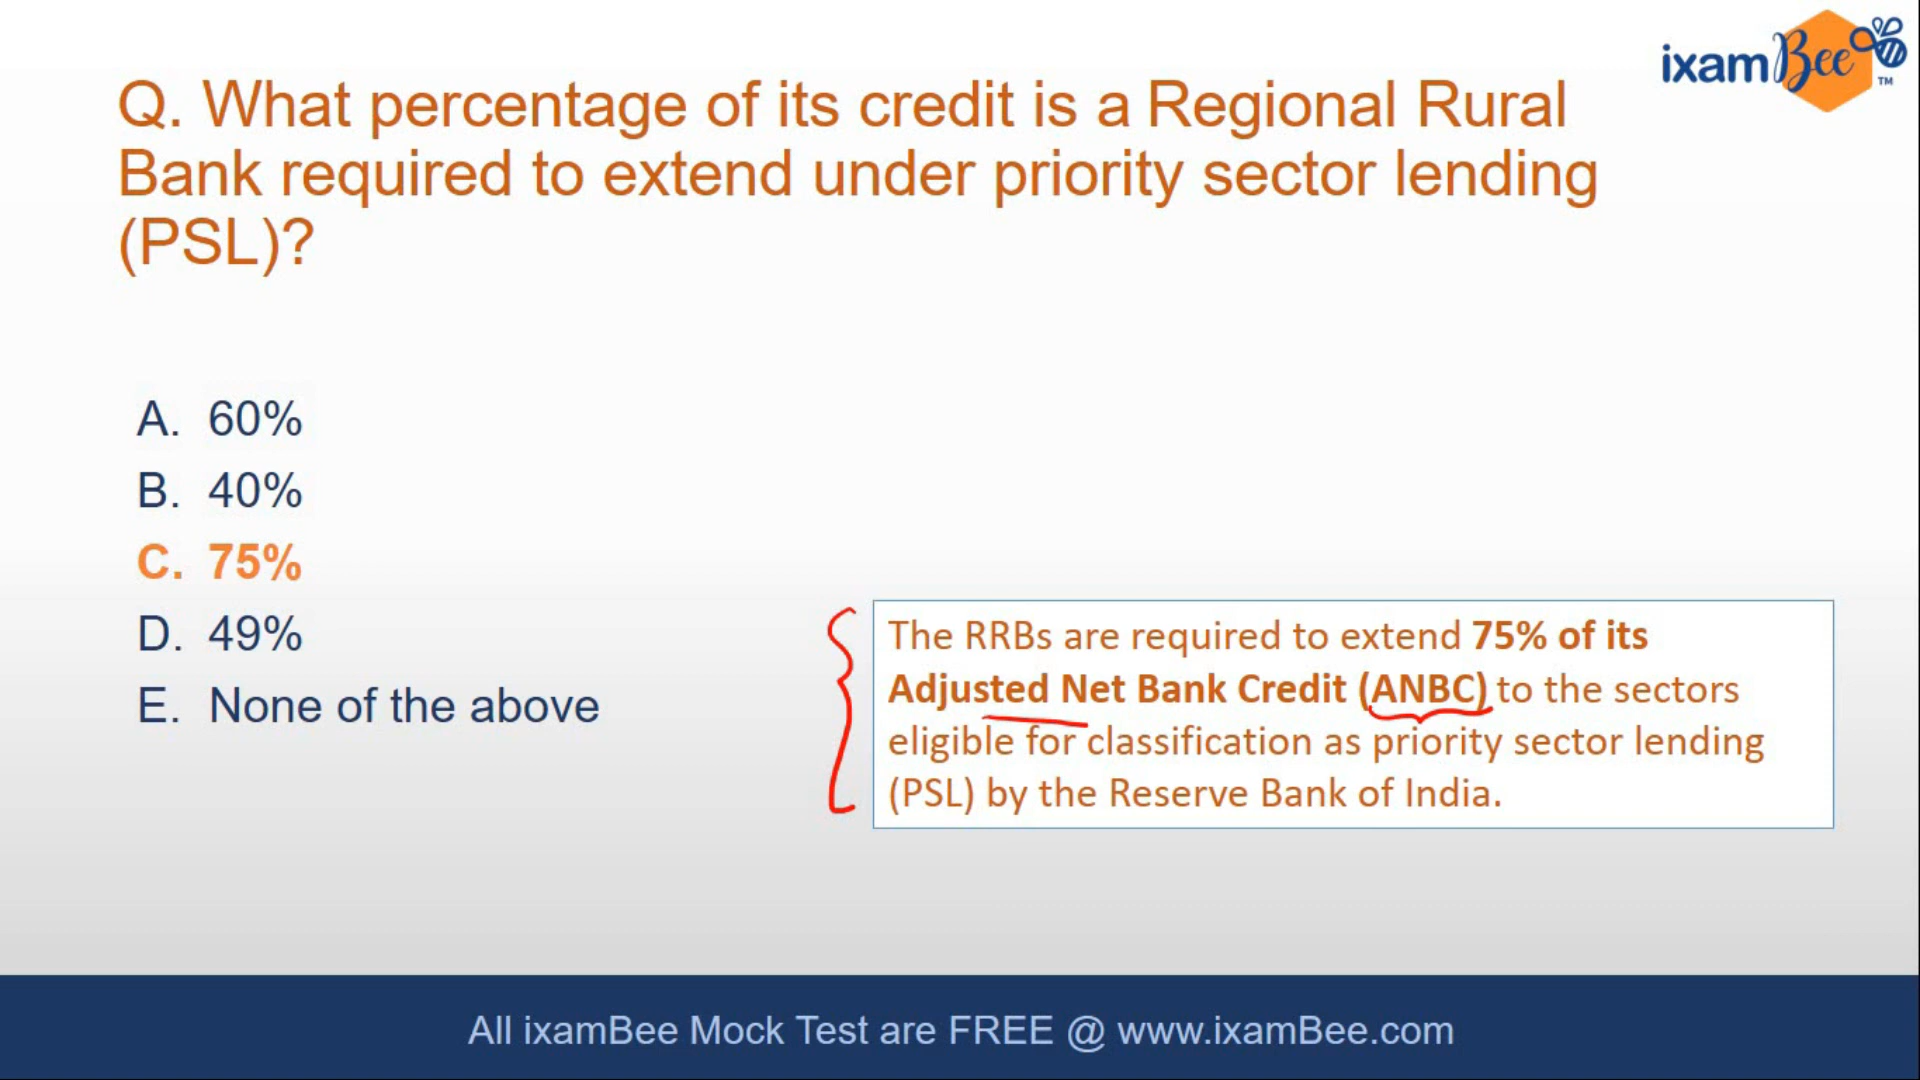 ixamBee™
Q. What percentage of its credit is a Regional Rural
Bank required to extend under priority sector lending
(PSL)?
A. 60%
B. 40%
C. 75%
D. 49%
E. None of the above
The RRBs are required to extend 75% of its
Adjusted Net Bank Credit (ANBC) to the sectors
eligible for classification as priority sector lending
(PSL) by the Reserve Bank of India.
All ixamBee Mock Test are FREE @ www.ixamBee.com